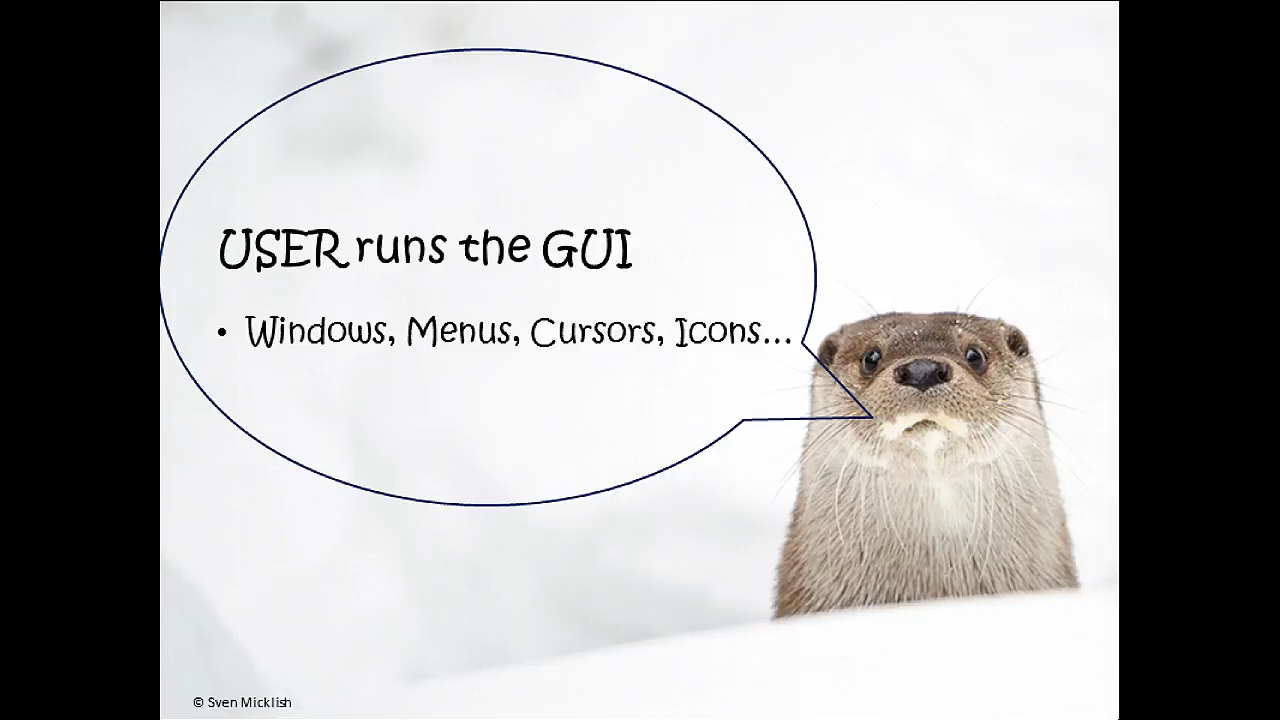 USER runs the GUI
• Windows, Menus, Cursors, Icons...
© Sven Micklish